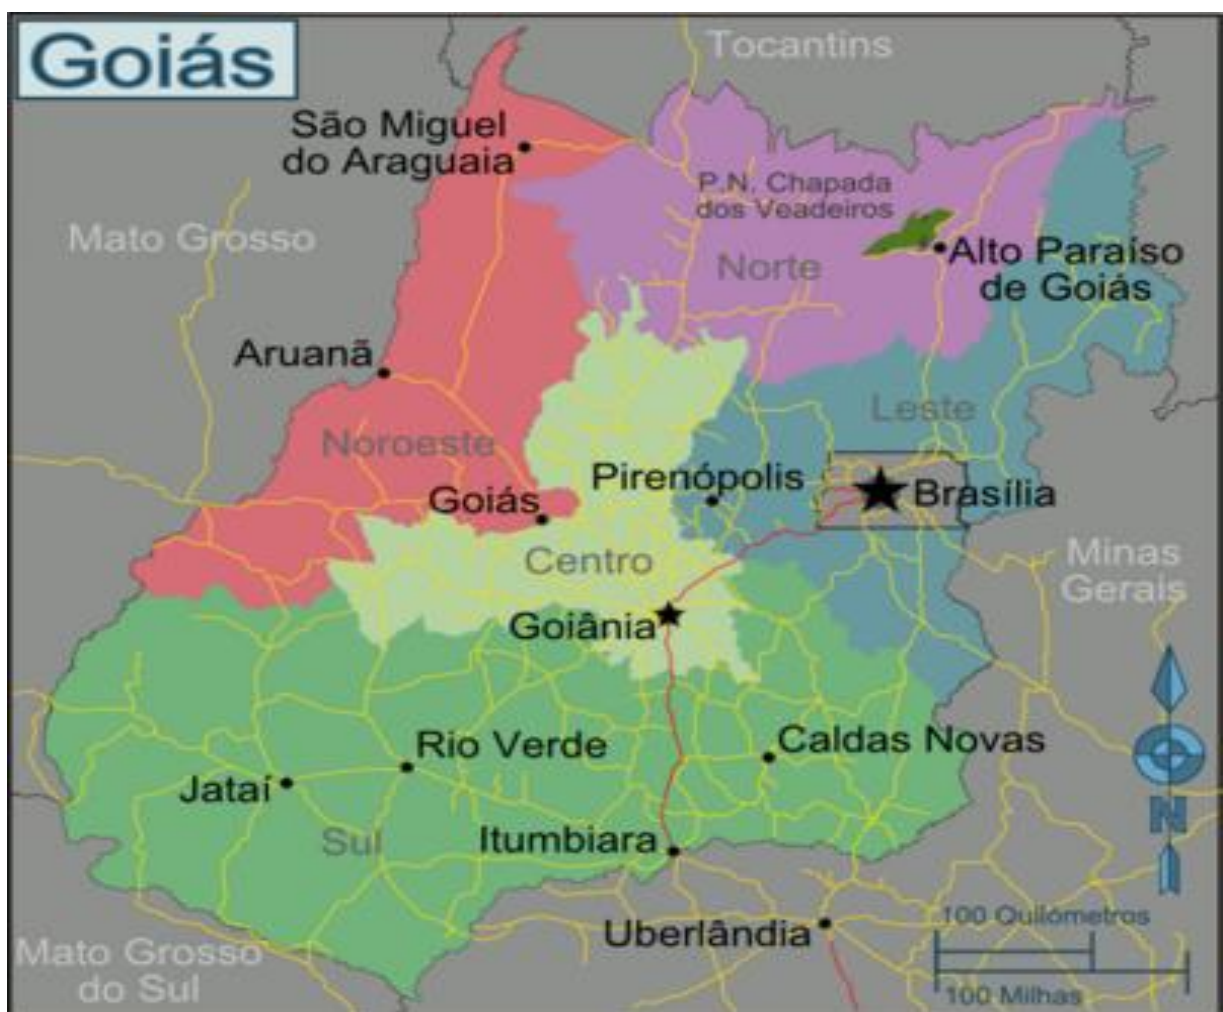 Goiás
Tocantins
São Miguel
do Araguaia
P.N. Chapada
dos Veadeiros
Mato Grosso
Norte
Alto Paraíso
de Goiás
Aruanã
Leste
Noroeste
Pirenópolis
Goiás
Brasília
Centro
Minas
Gerais
Goiânia
Rio Verde
Caldas Novas
Jataí
Sul
Itumbiara
N
Uberlândia
100 Quilómetros
Mato Grosso
do Sul
100 Milhas